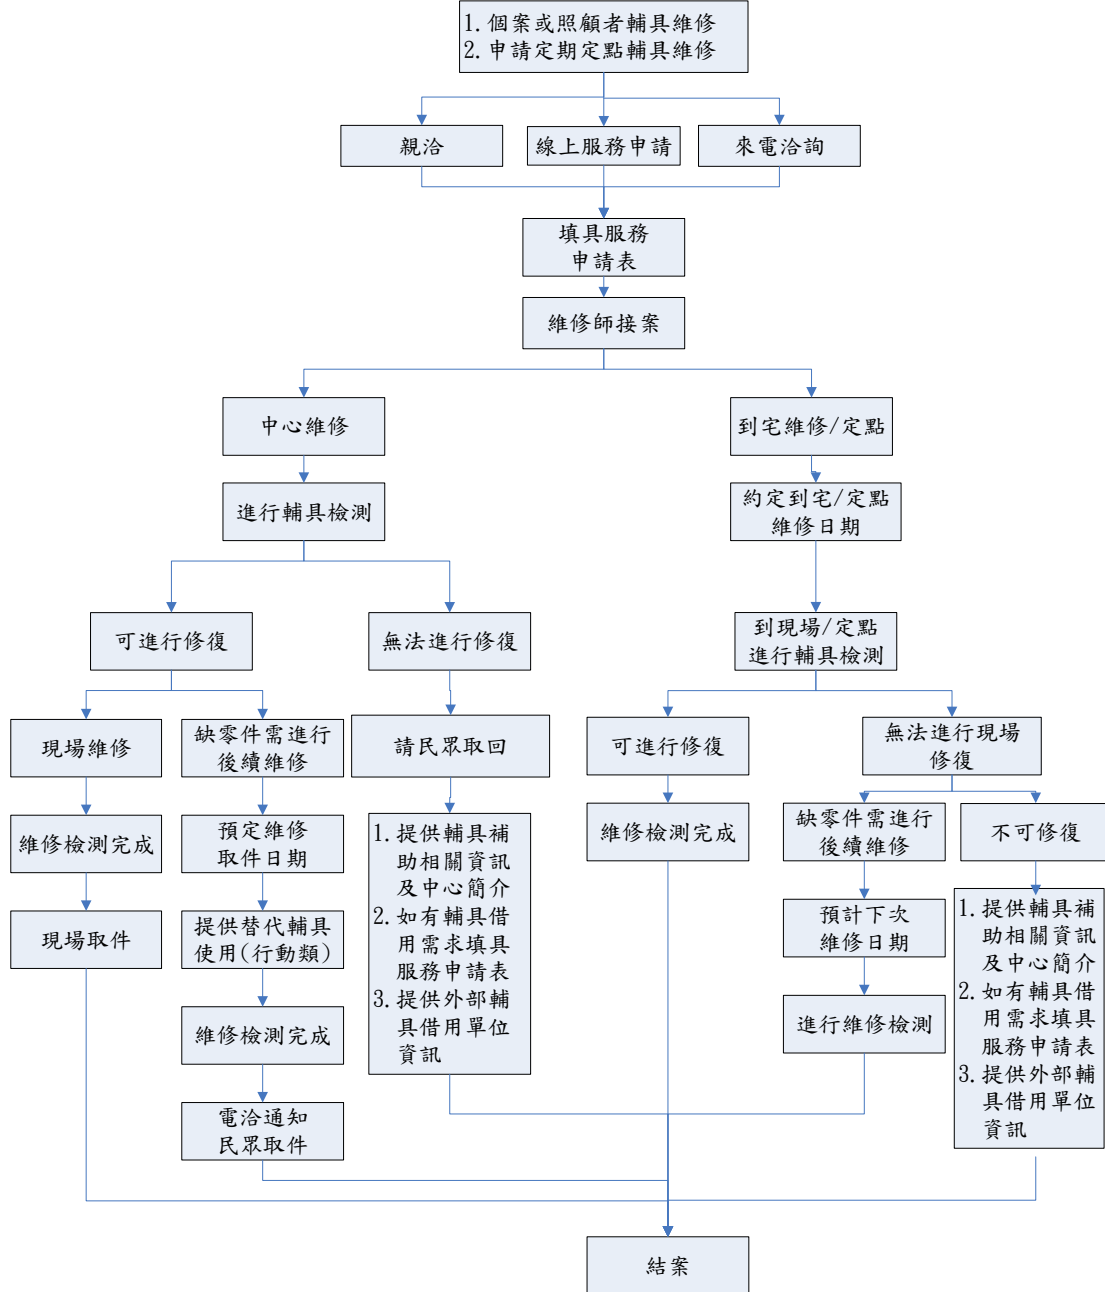 1. 個案或照顧者輔具維修
2. 申請定期定點輔具維修
親洽
線上服務申請
來電洽詢
填具服務
申請表
維修師接案
中心維修
到宅維修/定點
進行輔具檢測
約定到宅/定點
維修日期
可進行修復
無法進行修復
到現場/定點
進行輔具檢測
現場維修
缺零件需進行
後續維修
請民眾取回
可進行修復
無法進行現場
修復
維修檢測完成
預定維修
取件日期
1. 提供輔具補
助相關資訊
及中心簡介
2. 如有輔具借
用需求填具
服務申請表
3. 提供外部輔
具借用單位
資訊
維修檢測完成
缺零件需進行
後續維修
不可修復
現場取件
提供替代輔具
使用(行動類)
預計下次
維修日期
1. 提供輔具補
助相關資訊
及中心簡介
2. 如有輔具借
用需求填具
服務申請表
3. 提供外部輔
具借用單位
資訊
維修檢測完成
進行維修檢測
電洽通知
民眾取件
結案